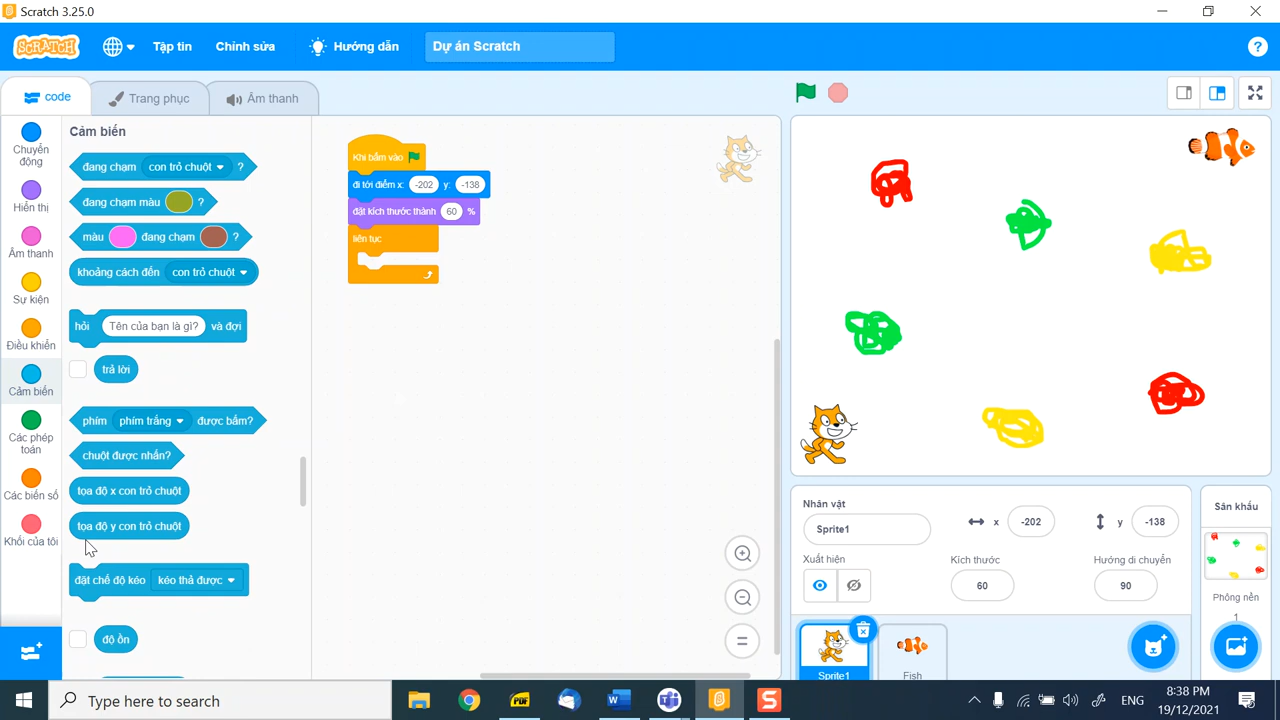 Scratch 3.25.0
SCRATCH
Tập tin
Chỉnh sửa
Hướng dẫn
Dự án Scratch
?
code
Trang phục
Âm thanh
Chuyển động
Hiển thị
Âm thanh
Sự kiện
Điều khiển
Cảm biến
Các phép toán
Các biến số
Khối của tôi
Cảm biến
đang chạm con trỏ chuột ?
đang chạm màu ?
màu đang chạm ?
khoảng cách đến con trỏ chuột
hỏi Tên của bạn là gì? và đợi
trả lời
phím phím trắng được bấm?
chuột được nhấn?
tọa độ x con trỏ chuột
tọa độ y con trỏ chuột
đặt chế độ kéo kéo thả được
độ ồn
Khi bấm vào
đi tới điểm x: -202 y: -138
đặt kích thước thành 60 %
liên tục
Nhân vật
Sprite1
x -202
y -138
Xuất hiện
Kích thước
60
Hướng di chuyển
90
Sprite1
Fish
Sân khấu
Phông nền
1
Type here to search
PDF
ENG
8:38 PM
19/12/2021